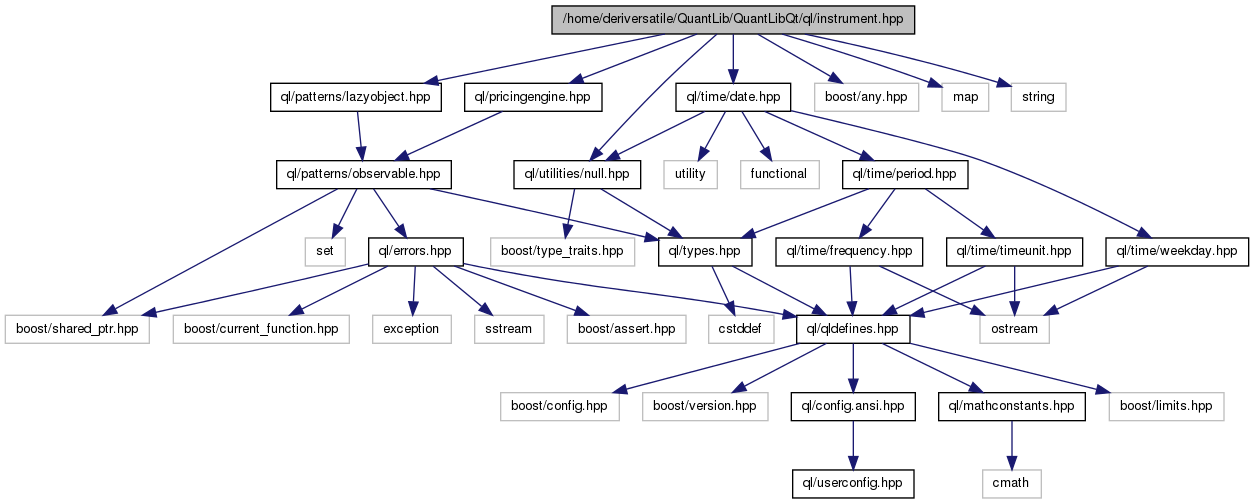 /home/deriversatile/QuantLib/QuantLibQt/ql/instrument.hpp
ql/patterns/lazyobject.hpp
ql/pricingengine.hpp
ql/time/date.hpp
boost/any.hpp
map
string
ql/patterns/observable.hpp
ql/utilities/null.hpp
utility
functional
ql/time/period.hpp
set
ql/errors.hpp
boost/type_traits.hpp
ql/types.hpp
ql/time/frequency.hpp
ql/time/timeunit.hpp
ql/time/weekday.hpp
boost/shared_ptr.hpp
boost/current_function.hpp
exception
sstream
boost/assert.hpp
cstddef
ql/qldefines.hpp
ostream
boost/config.hpp
boost/version.hpp
ql/config.ansi.hpp
ql/mathconstants.hpp
boost/limits.hpp
ql/userconfig.hpp
cmath